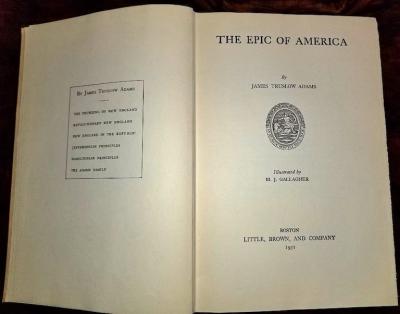 By James Truslow Adams
THE FOUNDING OF NEW ENGLAND
REVOLUTIONARY NEW ENGLAND
NEW ENGLAND IN THE REPUBLIC
JEFFERSONIAN PRINCIPLES
HAMILTONIAN PRINCIPLES
THE ADAMS FAMILY
THE EPIC OF AMERICA
By
JAMES TRUSLOW ADAMS
Illustrated by
M. J. GALLAGHER
BOSTON
LITTLE, BROWN, AND COMPANY
1931